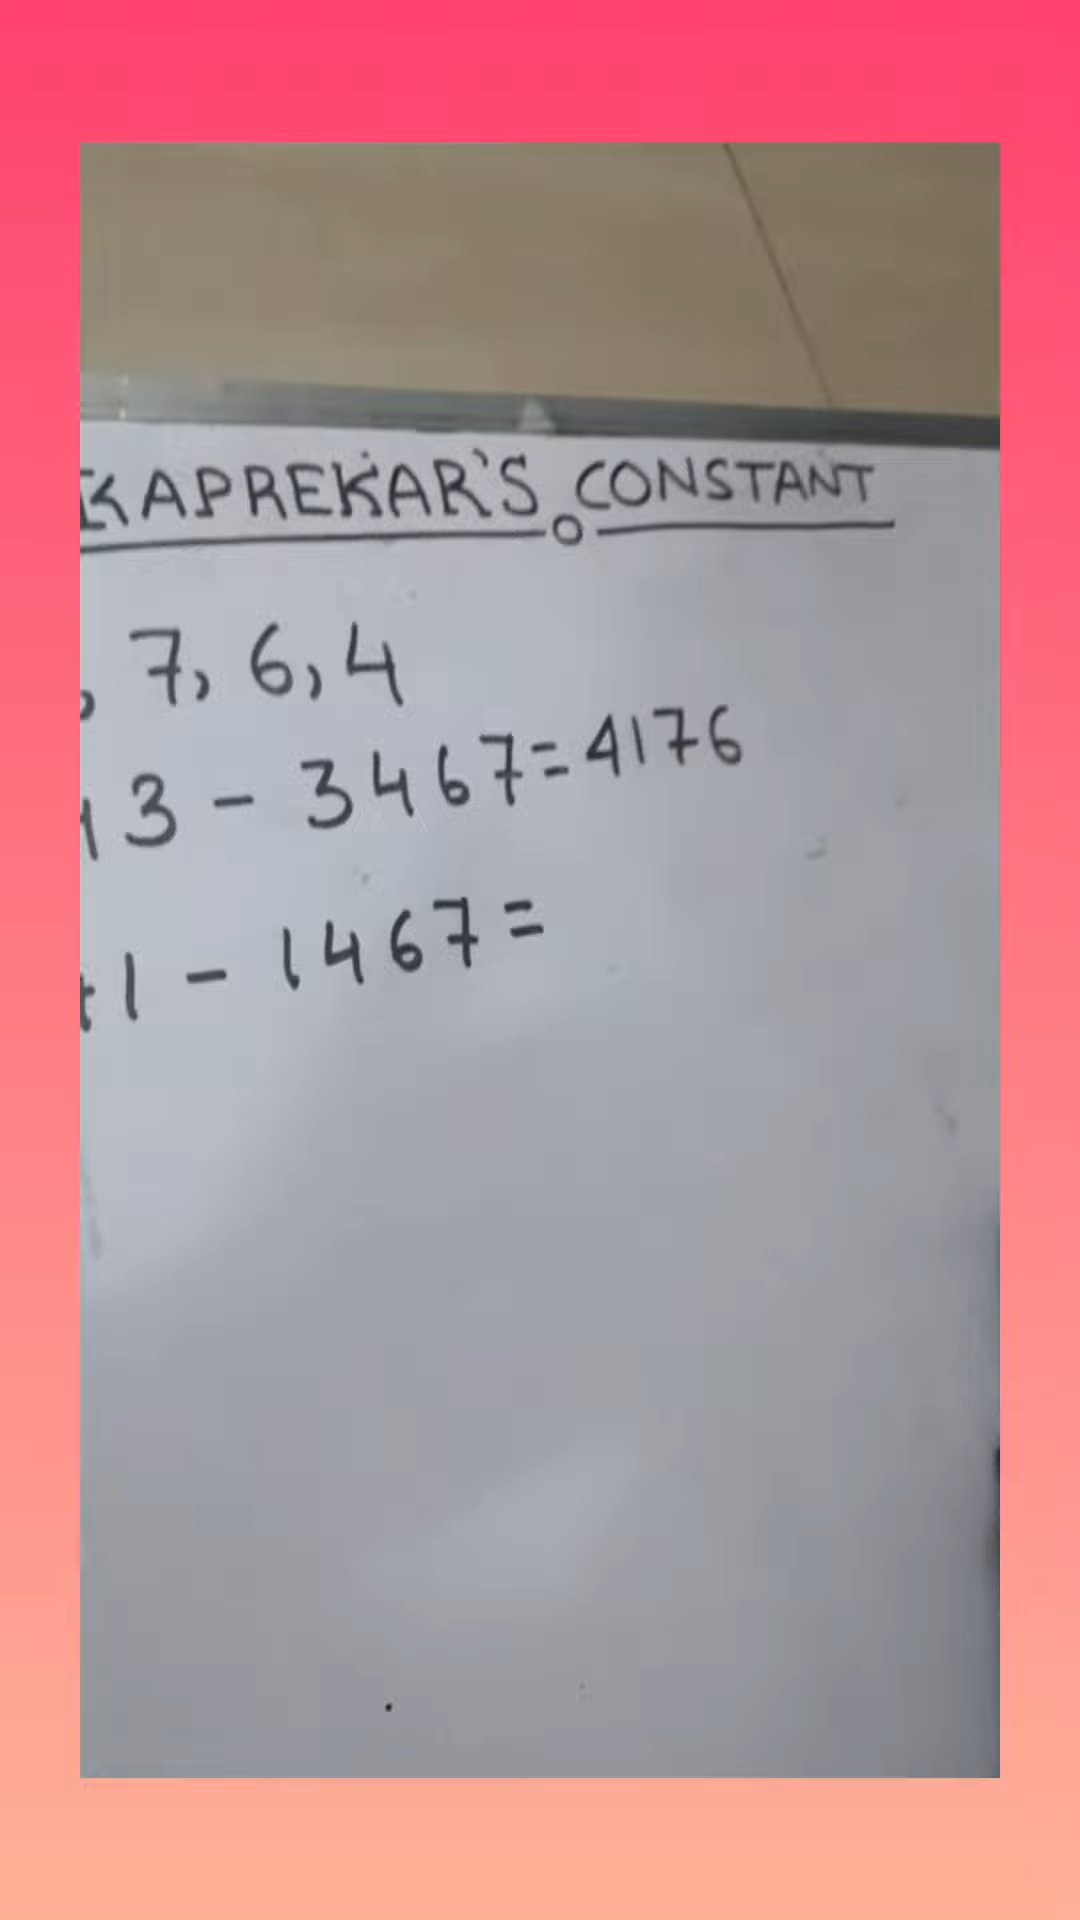 KAPREKAR'S CONSTANT
, 7, 6, 4
3 - 3467=4176
1 - 1467=